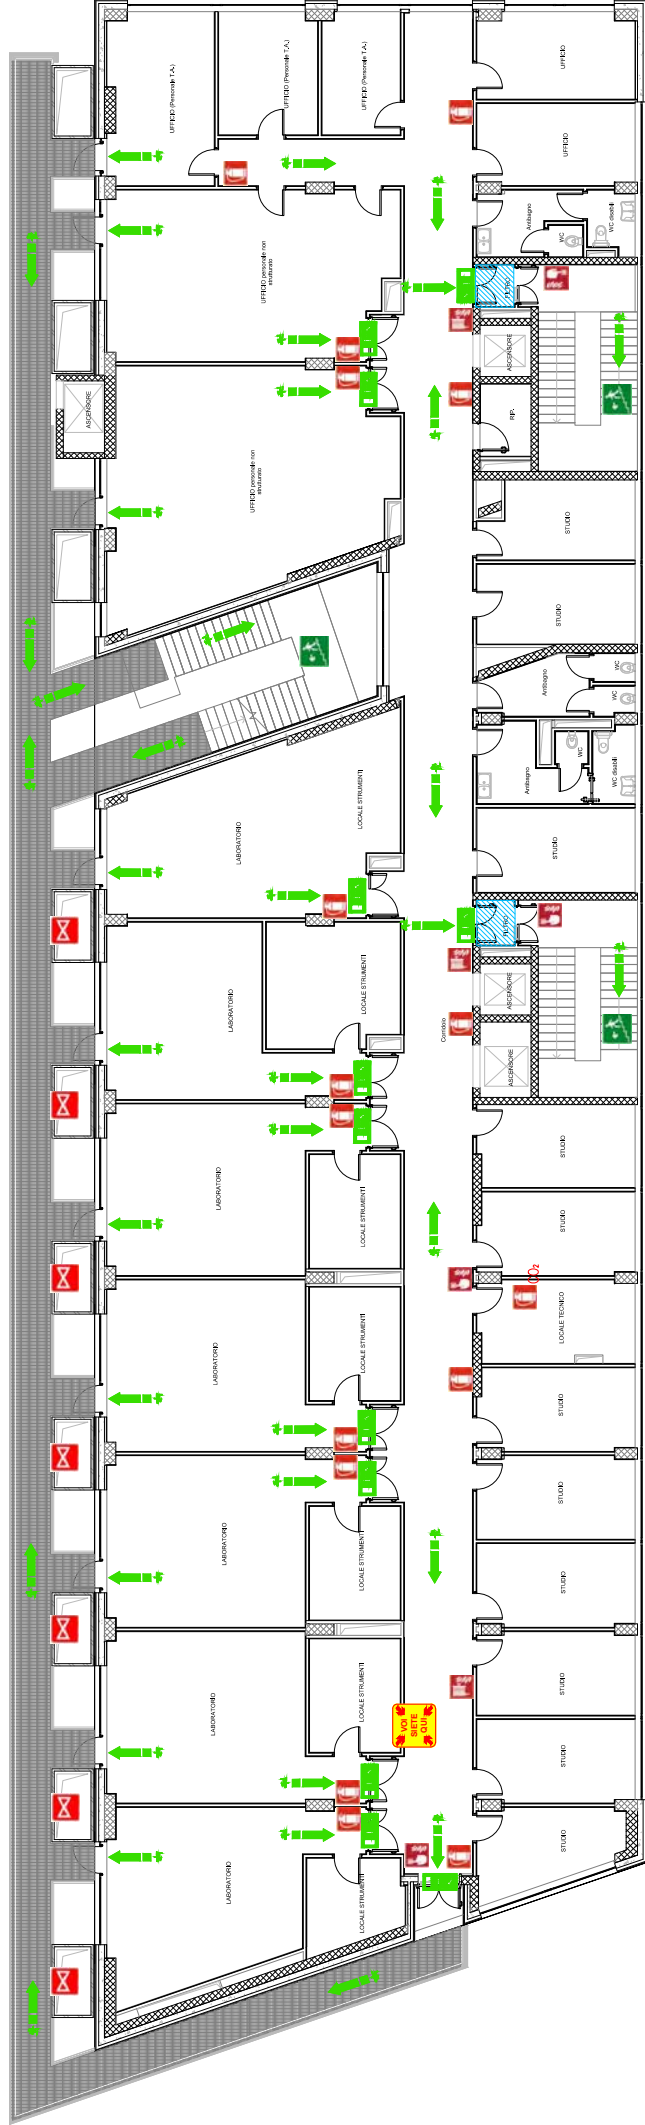 UFFICIO (Personale T.A.)
UFFICIO (Personale T.A.)
UFFICIO (Personale T.A.)
UFFICIO
UFFICIO
Antibagno
WC
WC disabili
UFFICIO personale non
strutturato
FILTRO
ASCENSORE
ASCENSORE
RIP.
UFFICIO personale non
strutturato
STUDIO
STUDIO
Antibagno
WC
WC
Antibagno
WC
WC disabili
LABORATORIO
LOCALE STRUMENTI
STUDIO
FILTRO
LABORATORIO
LOCALE STRUMENTI
Corridoio
ASCENSORE
ASCENSORE
LABORATORIO
LOCALE STRUMENTI
STUDIO
STUDIO
CO₂
LOCALE TECNICO
LABORATORIO
LOCALE STRUMENTI
STUDIO
LABORATORIO
LOCALE STRUMENTI
STUDIO
STUDIO
LABORATORIO
LOCALE STRUMENTI
VOI
SIETE
QUI
STUDIO
STUDIO
LABORATORIO
LOCALE STRUMENTI
STUDIO